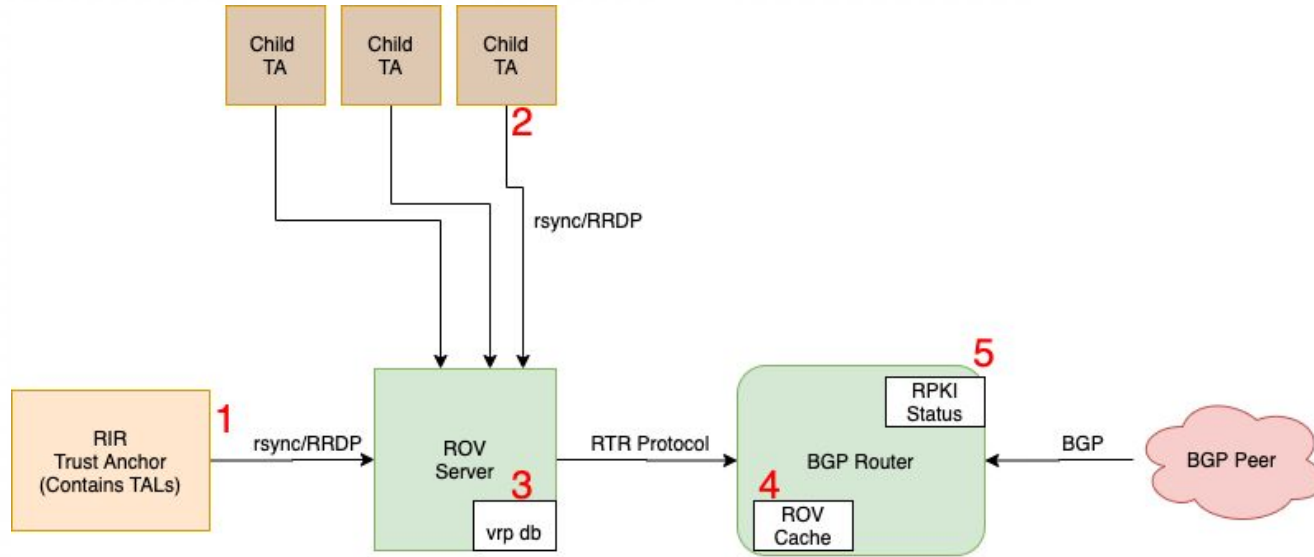 Child
TA
Child
TA
Child
TA
2
rsync/RRDP
RIR
Trust Anchor
(Contains TALs)
1
rsync/RRDP
ROV
Server
3
vrp db
RTR Protocol
BGP Router
5
RPKI
Status
4
ROV
Cache
BGP
BGP Peer